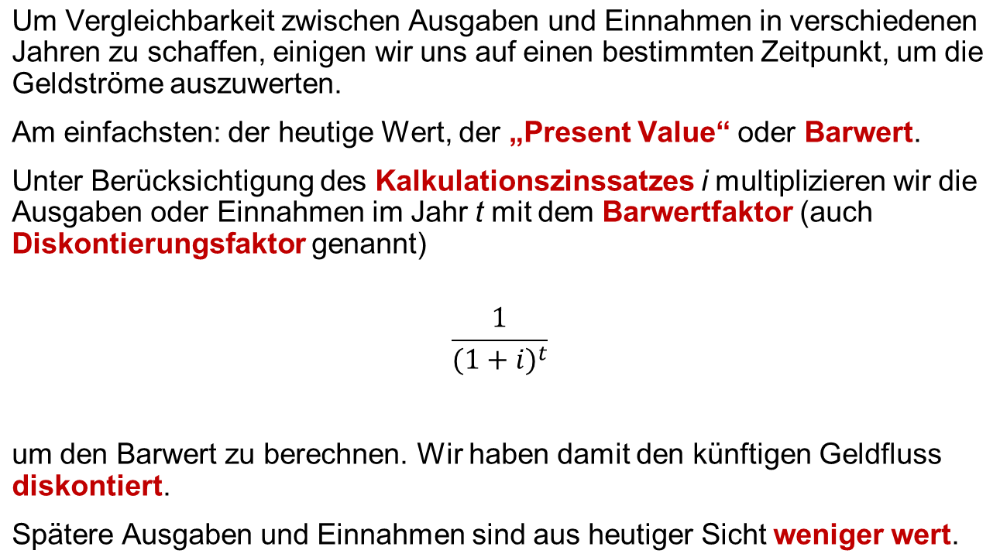 Um Vergleichbarkeit zwischen Ausgaben und Einnahmen in verschiedenen
Jahren zu schaffen, einigen wir uns auf einen bestimmten Zeitpunkt, um die
Geldströme auszuwerten.
Am einfachsten: der heutige Wert, der „Present Value“ oder Barwert.
Unter Berücksichtigung des Kalkulationszinssatzes i multiplizieren wir die
Ausgaben oder Einnahmen im Jahr t mit dem Barwertfaktor (auch
Diskontierungsfaktor genannt)
1
(1 + i)^t
um den Barwert zu berechnen. Wir haben damit den künftigen Geldfluss
diskontiert.
Spätere Ausgaben und Einnahmen sind aus heutiger Sicht weniger wert.